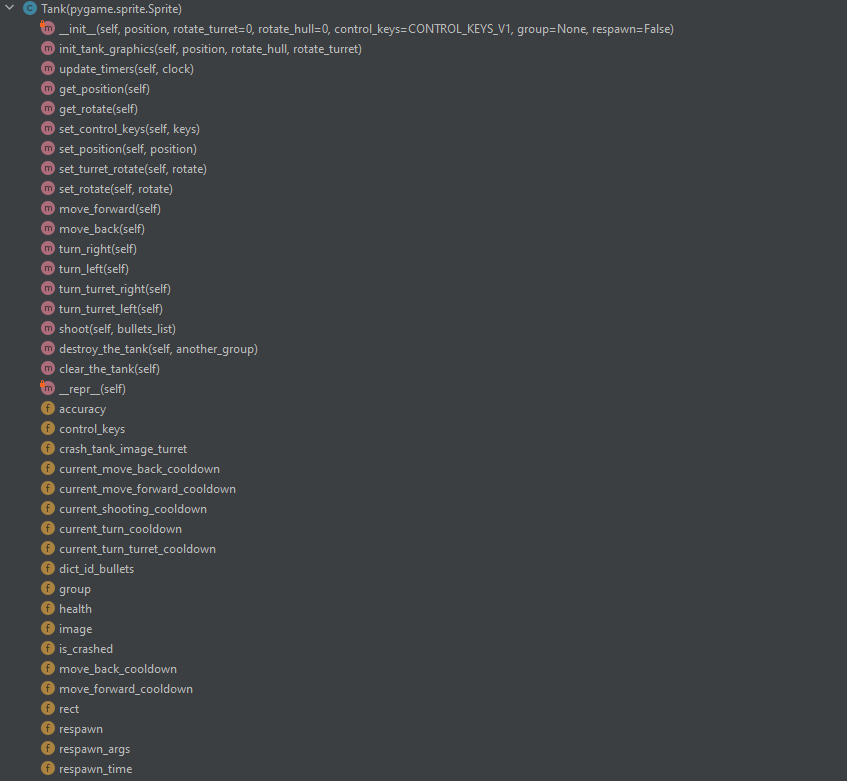 Tank(pygame.sprite.Sprite)
__init__(self, position, rotate_turret=0, rotate_hull=0, control_keys=CONTROL_KEYS_V1, group=None, respawn=False)
init_tank_graphics(self, position, rotate_hull, rotate_turret)
update_timers(self, clock)
get_position(self)
get_rotate(self)
set_control_keys(self, keys)
set_position(self, position)
set_turret_rotate(self, rotate)
set_rotate(self, rotate)
move_forward(self)
move_back(self)
turn_right(self)
turn_left(self)
turn_turret_right(self)
turn_turret_left(self)
shoot(self, bullets_list)
destroy_the_tank(self, another_group)
clear_the_tank(self)
__repr__(self)
accuracy
control_keys
crash_tank_image_turret
current_move_back_cooldown
current_move_forward_cooldown
current_shooting_cooldown
current_turn_cooldown
current_turn_turret_cooldown
dict_id_bullets
group
health
image
is_crashed
move_back_cooldown
move_forward_cooldown
rect
respawn
respawn_args
respawn_time